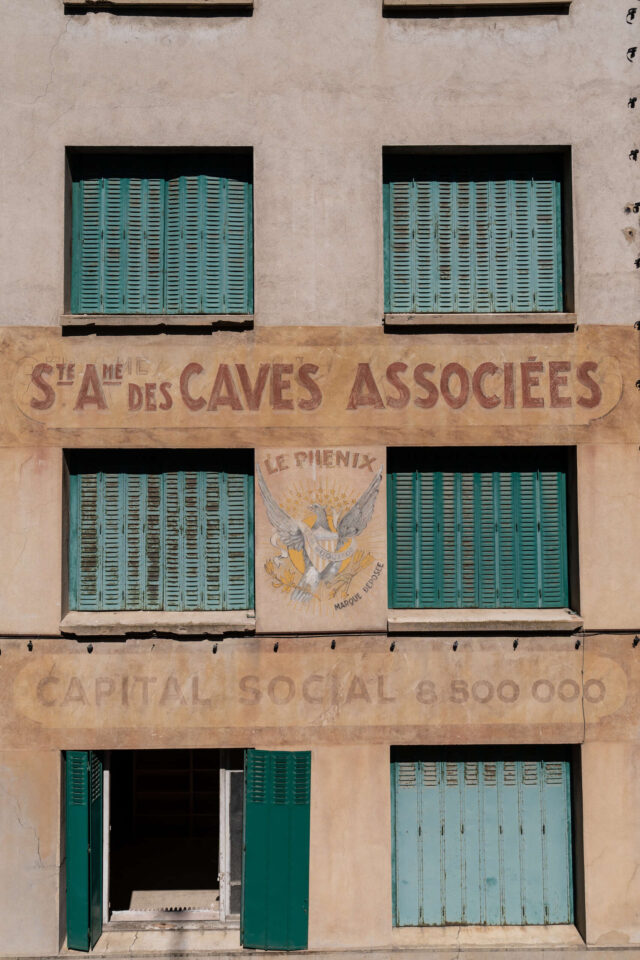 STE AME DES CAVES ASSOCIÉES
LE PHENIX
MARQUE DÉPOSÉE
CAPITAL SOCIAL 8 500 000